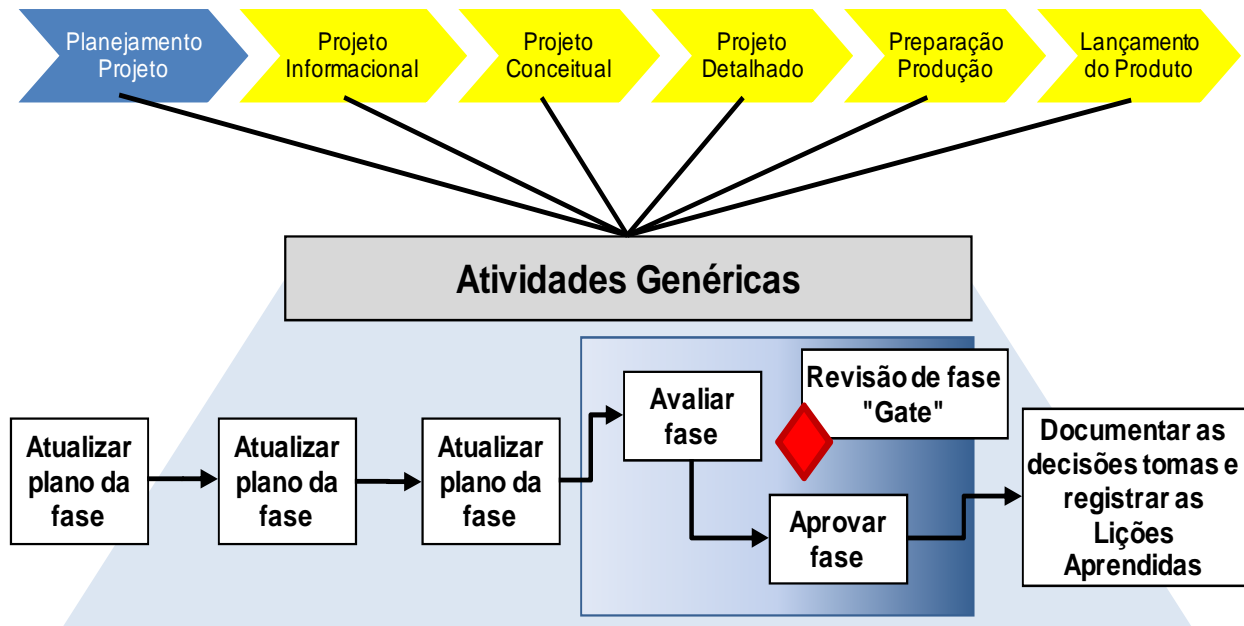 Planejamento
Projeto
Projeto
Informacional
Projeto
Conceitual
Projeto
Detalhado
Preparação
Produção
Lançamento
do Produto
Atividades Genéricas
Atualizar
plano da
fase
Atualizar
plano da
fase
Atualizar
plano da
fase
Avaliar
fase
Revisão de fase
"Gate"
Aprovar
fase
Documentar as
decisões tomas e
registrar as
Lições
Aprendidas